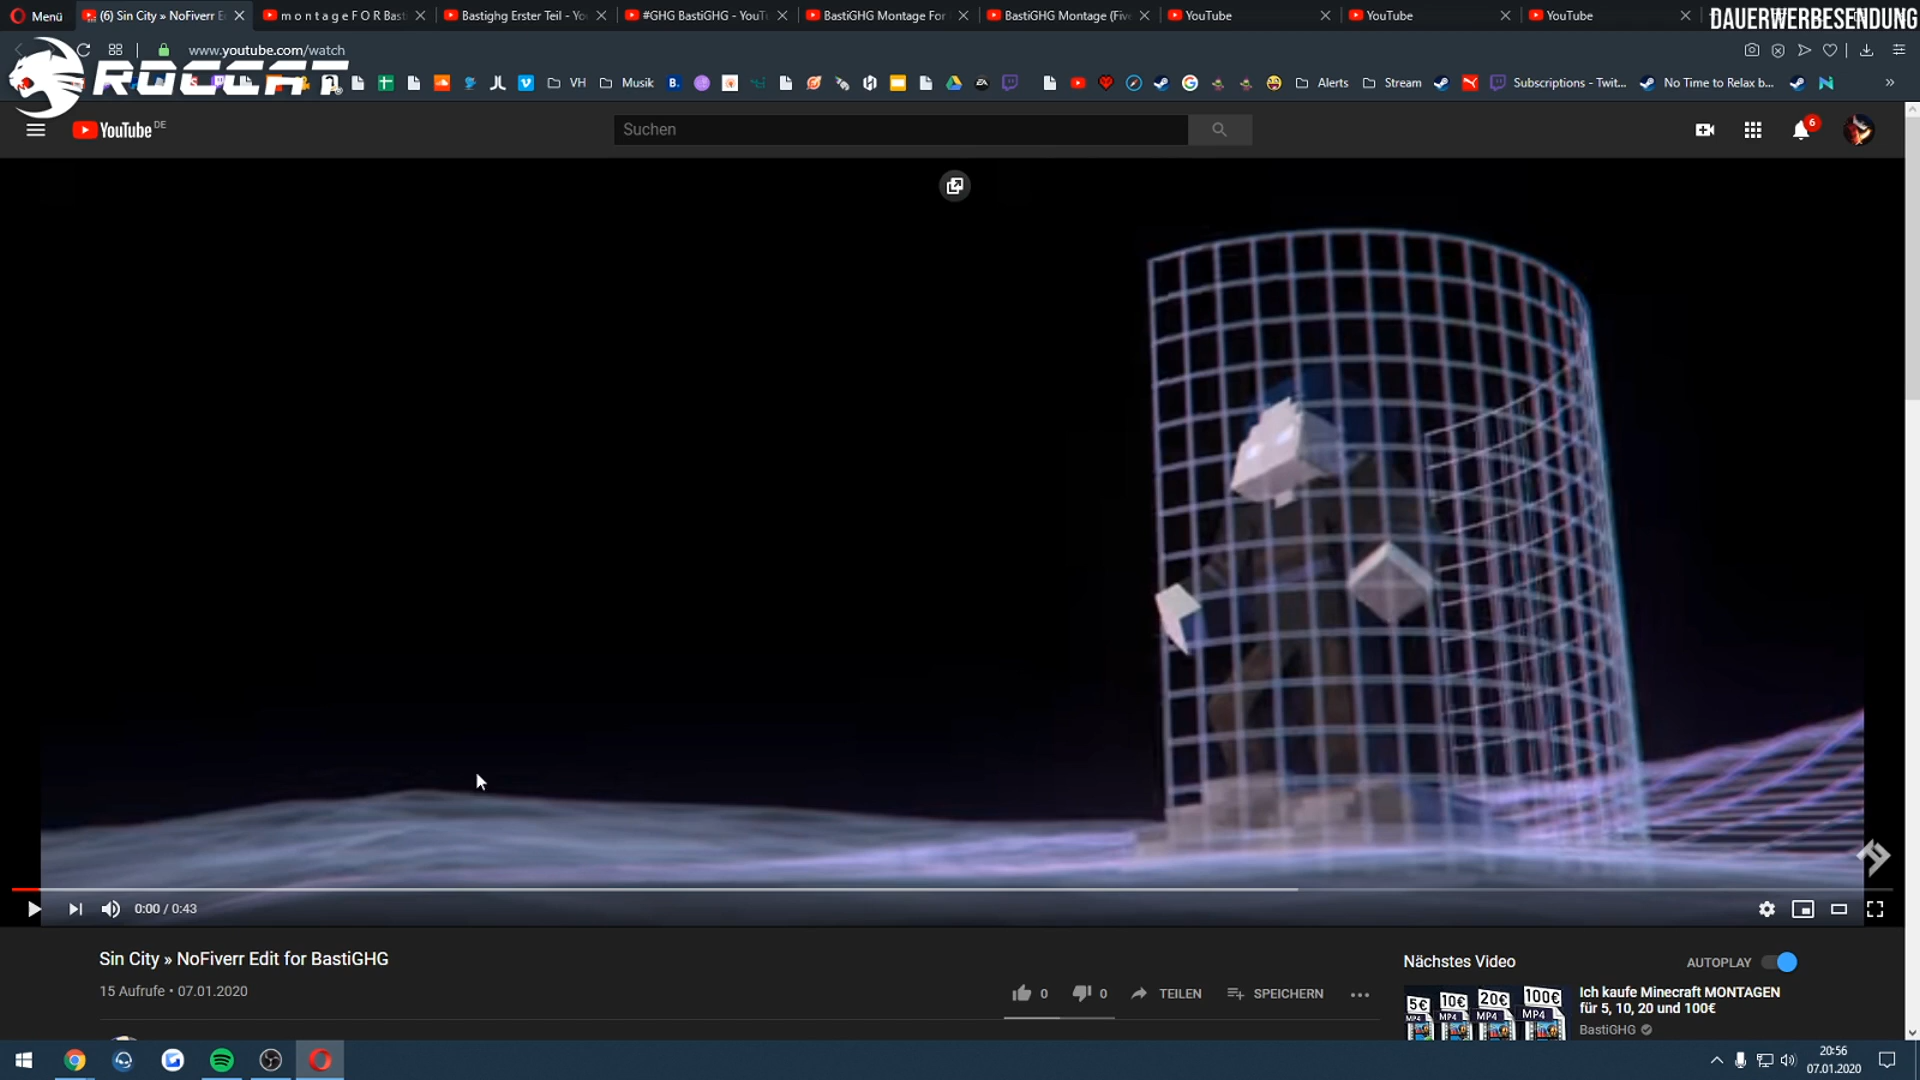 Menü
(6) Sin City » NoFiverr E
m o n t a g e F O R Bast
Bastighg Erster Teil - Yo
#GHG BastiGHG - YouT
BastiGHG Montage For
BastiGHG Montage (Five
YouTube
YouTube
YouTube
DAUERWERBESENDUNG
www.youtube.com/watch
ROCCAT
VH
Musik
B.
Alerts
Stream
Subscriptions - Twit...
No Time to Relax b...
»
YouTube DE
Suchen
6
0:00 / 0:43
Sin City » NoFiverr Edit for BastiGHG
15 Aufrufe • 07.01.2020
0
0
TEILEN
SPEICHERN
Nächstes Video
AUTOPLAY
5€ 10€ 20€ 100€
MP4 MP4 MP4 MP4
Ich kaufe Minecraft MONTAGEN
für 5, 10, 20 und 100€
BastiGHG
20:56
07.01.2020